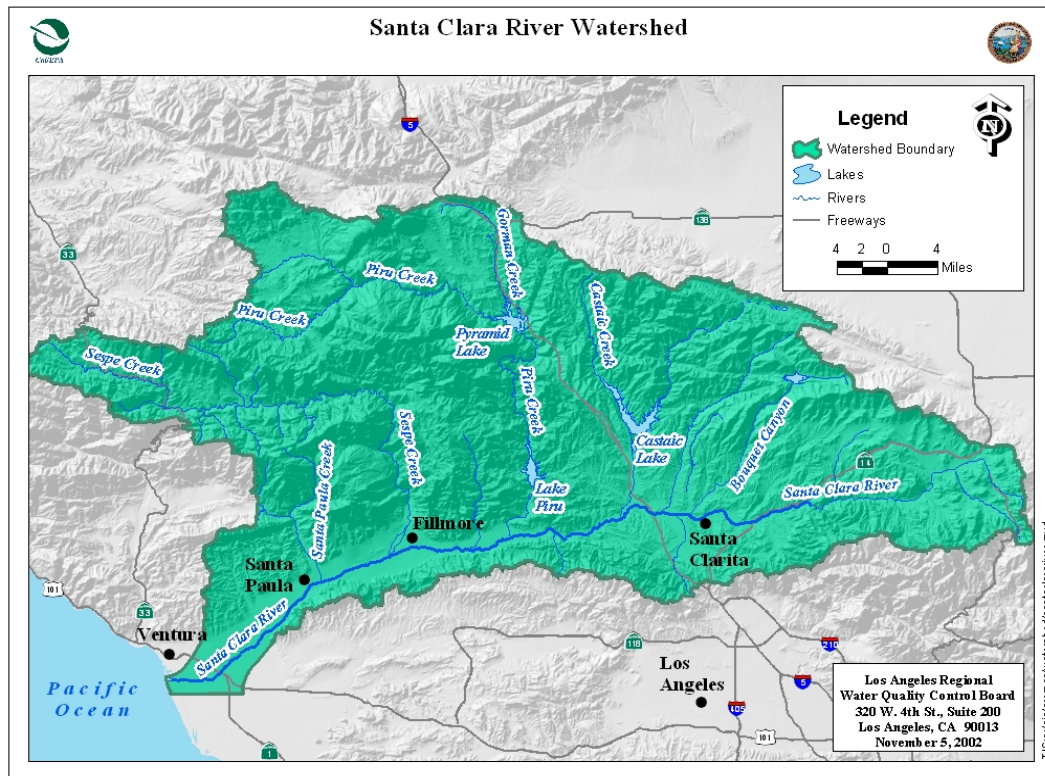 Santa Clara River Watershed
Cal/EPA
Legend
N
Watershed Boundary
Lakes
Rivers
Freeways
4 2 0 4
Miles
5
138
33
Gorman Creek
Piru Creek
Piru Creek
Castaic Creek
Pyramid
Lake
Sespe Creek
Piru Creek
Sespe Creek
Castaic
Lake
Bouquet Canyon
14
Santa Paula Creek
Lake
Piru
Santa Clara River
Fillmore
Santa
Clarita
Santa
Paula
101
33
Ventura
Santa Clara River
118
210
Los
Angeles
5
405
Pacific
Ocean
101
1
Los Angeles Regional
Water Quality Control Board
320 W. 4th St., Suite 200
Los Angeles, CA 90013
November 5, 2002